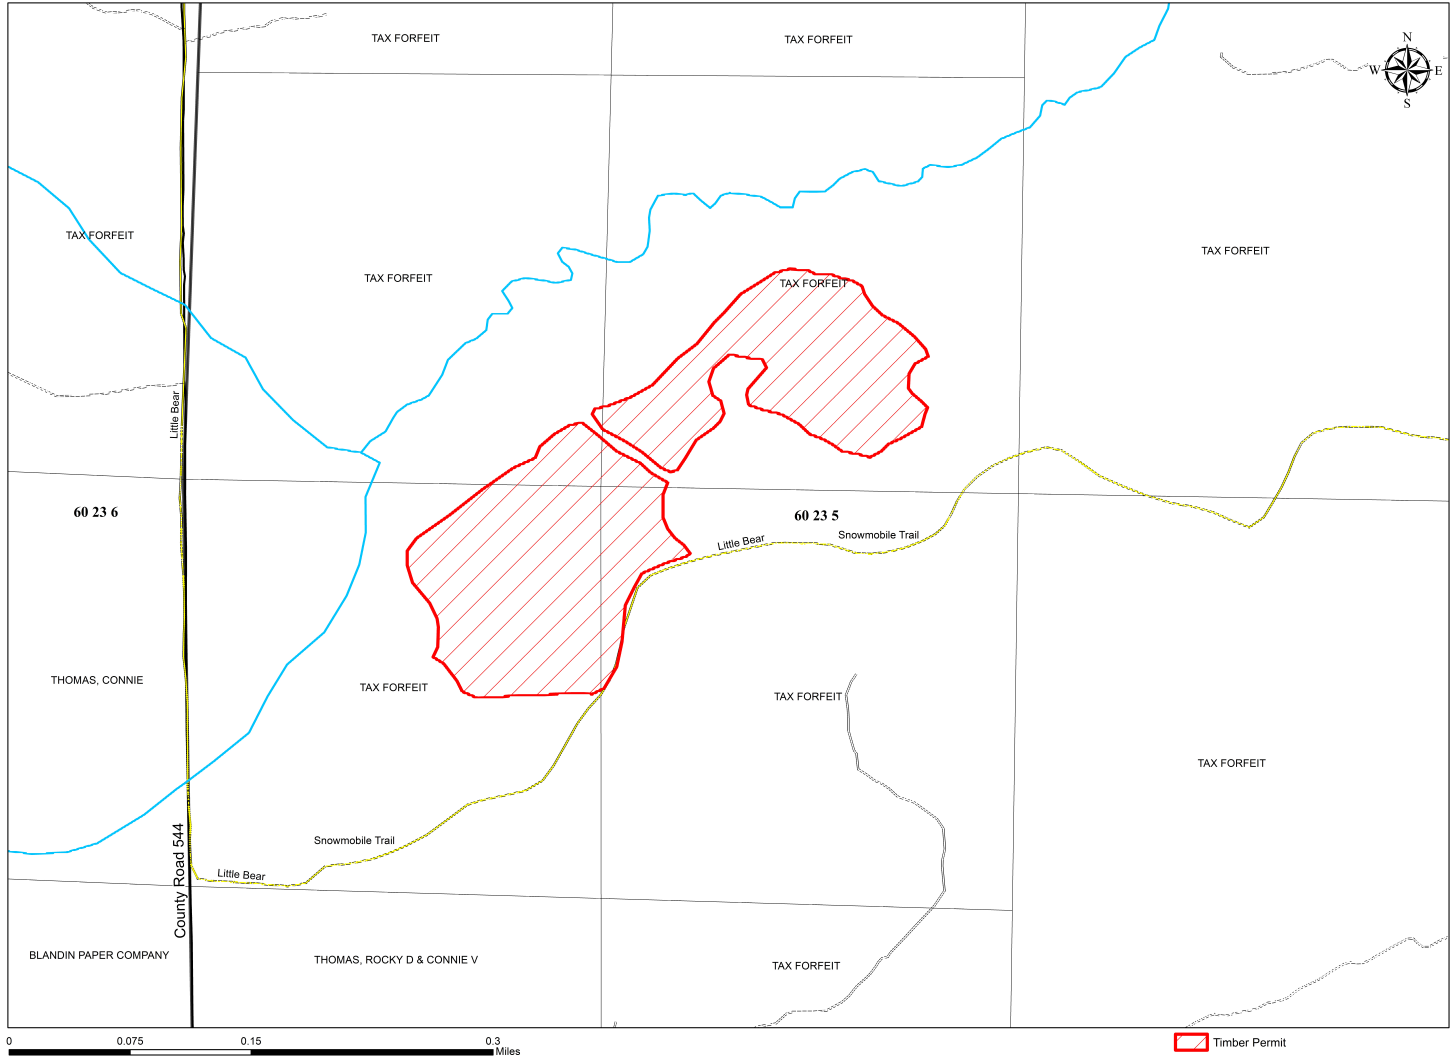 TAX FORFEIT
TAX FORFEIT
N
W E
S
TAX FORFEIT
TAX FORFEIT
TAX FORFEIT
TAX FORFEIT
Little Bear
60 23 6
60 23 5
Snowmobile Trail
Little Bear
THOMAS, CONNIE
TAX FORFEIT
TAX FORFEIT
TAX FORFEIT
Snowmobile Trail
Little Bear
County Road 544
BLANDIN PAPER COMPANY
THOMAS, ROCKY D & CONNIE V
TAX FORFEIT
0 0.075 0.15 0.3
Miles
Timber Permit